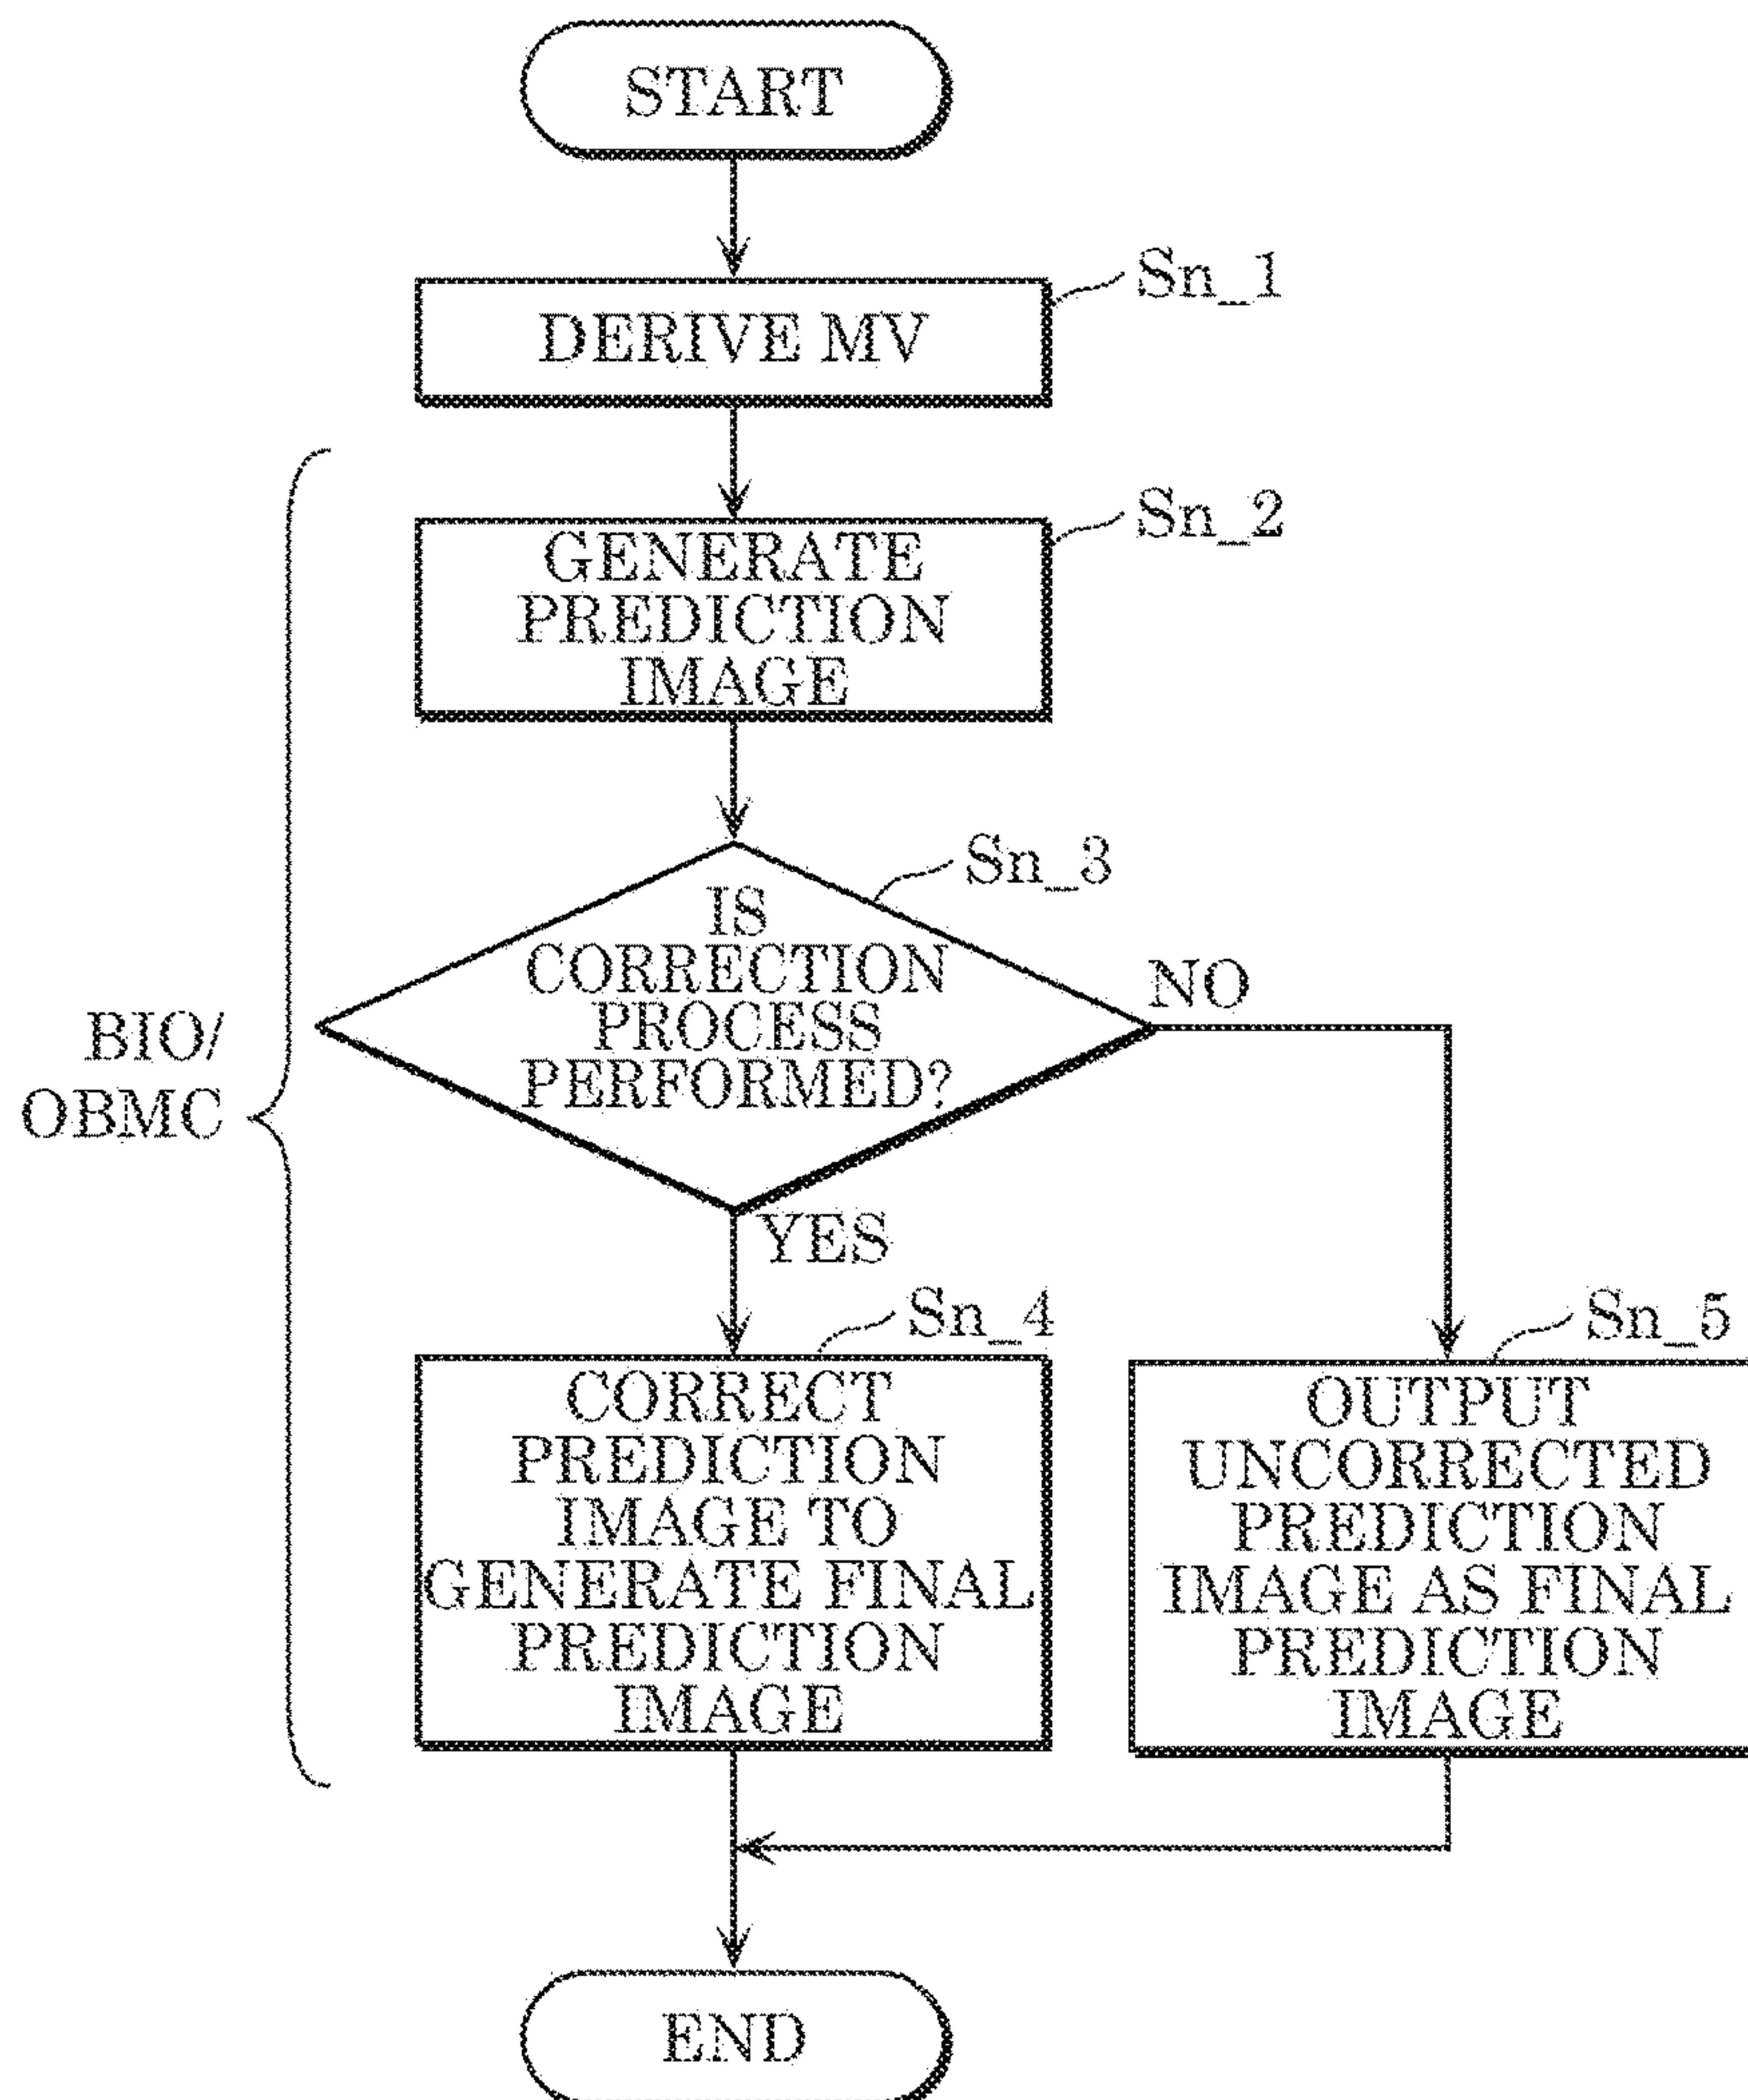 START
Sn_1
DERIVE MV
Sn_2
GENERATE
PREDICTION
IMAGE
Sn_3
IS
CORRECTION
PROCESS
PERFORMED?
NO
BIO/
OBMC
YES
Sn_4
CORRECT
PREDICTION
IMAGE TO
GENERATE FINAL
PREDICTION
IMAGE
Sn_5
OUTPUT
UNCORRECTED
PREDICTION
IMAGE AS FINAL
PREDICTION
IMAGE
END